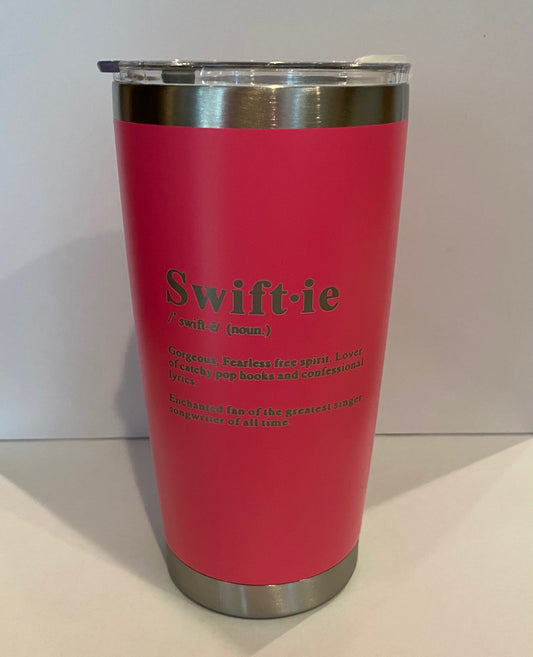 Swift·ie
/' swift-ē/ (noun.)
Gorgeous, Fearless free spirit. Lover
of catchy pop hooks and confessional
lyrics.
Enchanted fan of the greatest singer
songwriter of all time.